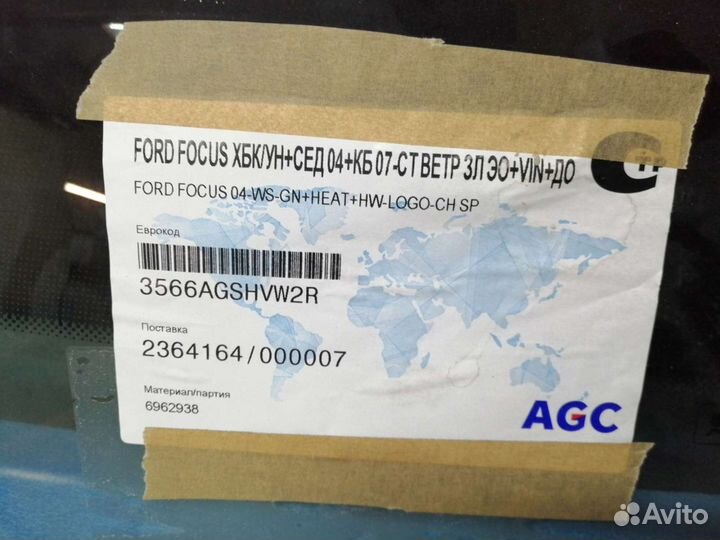 FORD FOCUS ХБК/УН+СЕД 04+КБ 07-СТ ВЕТР ЗЛ ЭО+VIN+ДО
FORD FOCUS 04-WS-GN+HEAT+HW-LOGO-CH SP
Еврокод
3566AGSHVW2R
Поставка
2364164/000007
Материал/партия
6962938
AGC
Avito